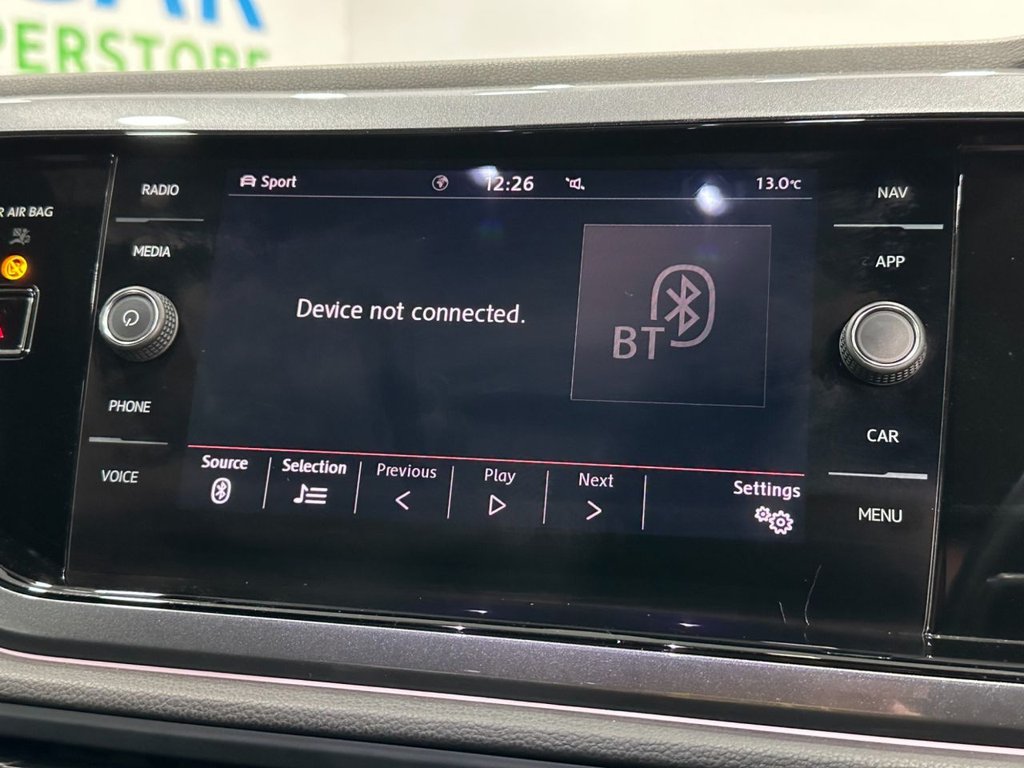 CAR
PERSTORE
R AIR BAG
RADIO
MEDIA
PHONE
VOICE
Sport 12:26 13.0°C
Device not connected.
BT
Source Selection Previous Play Next Settings
NAV
APP
CAR
MENU